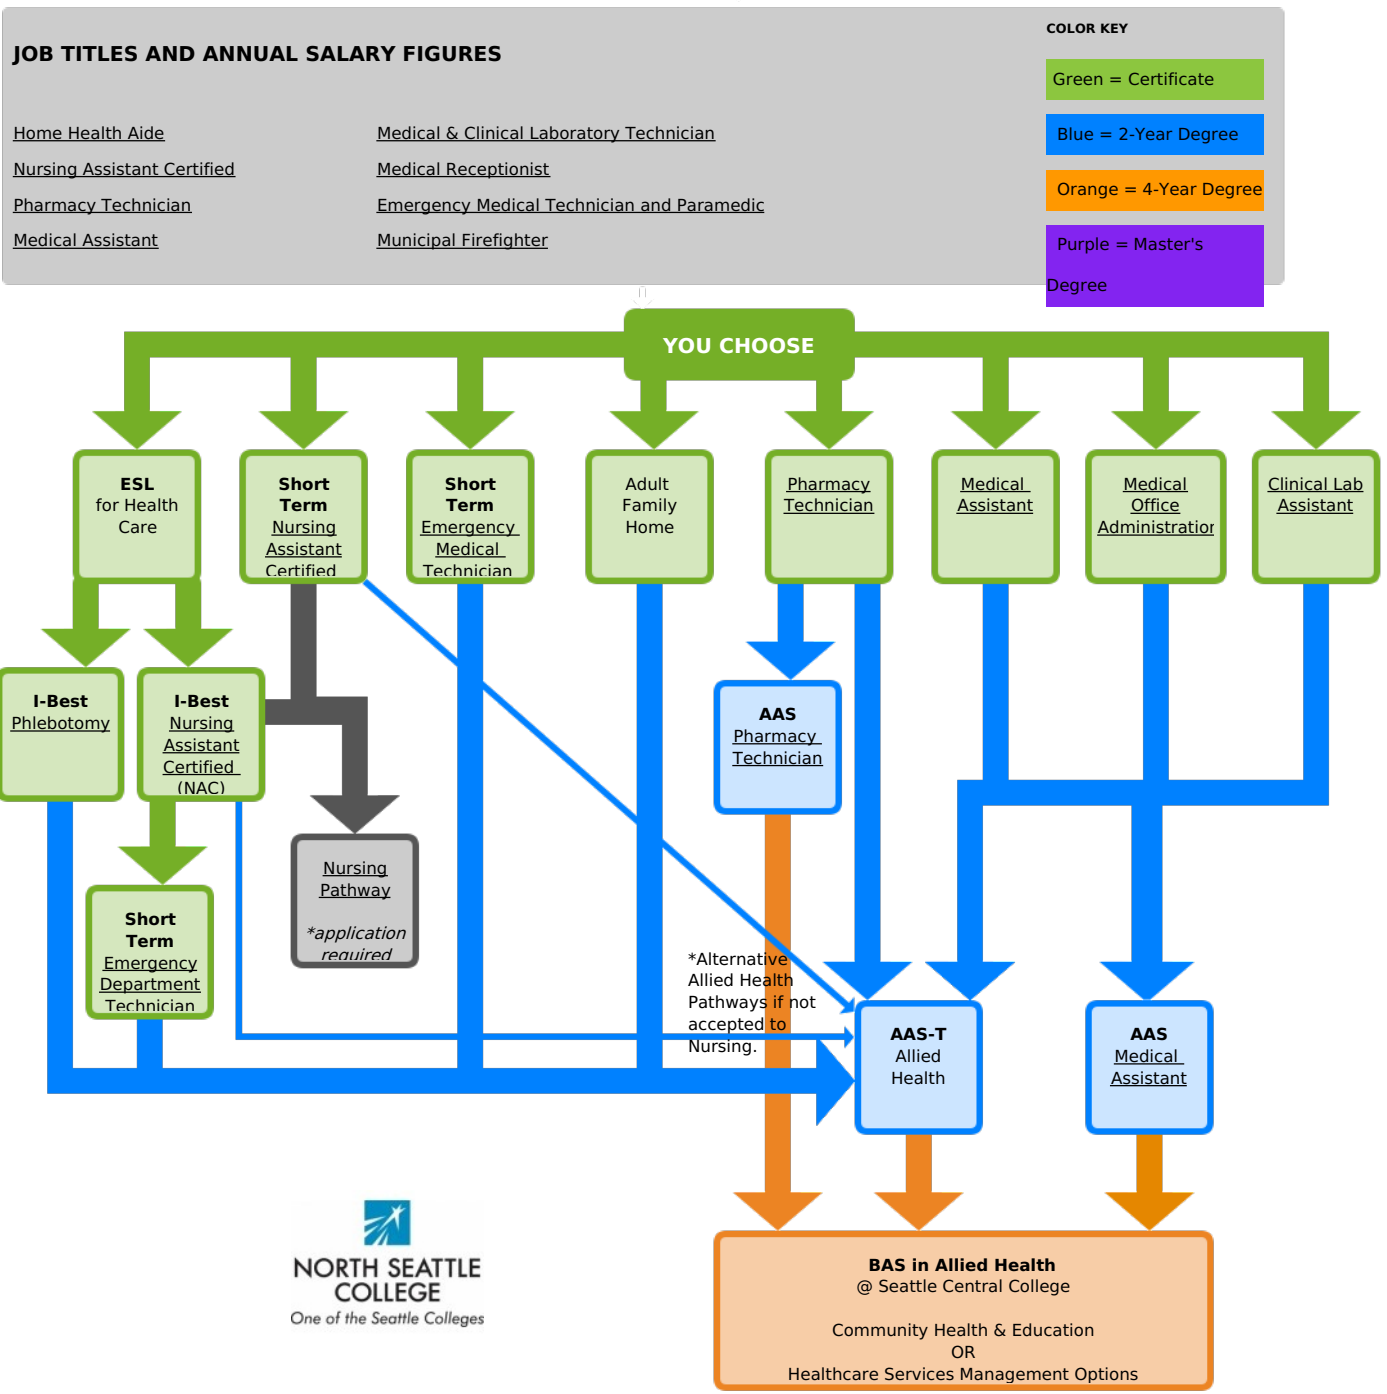 JOB TITLES AND ANNUAL SALARY FIGURES
Home Health Aide
Nursing Assistant Certified
Pharmacy Technician
Medical Assistant
Medical & Clinical Laboratory Technician
Medical Receptionist
Emergency Medical Technician and Paramedic
Municipal Firefighter
COLOR KEY
Green = Certificate
Blue = 2-Year Degree
Orange = 4-Year Degree
Purple = Master's
Degree
YOU CHOOSE
ESL
for Health
Care
Short
Term
Nursing
Assistant
Certified
Short
Term
Emergency
Medical
Technician
Adult
Family
Home
Pharmacy
Technician
Medical
Assistant
Medical
Office
Administration
Clinical Lab
Assistant
I-Best
Phlebotomy
I-Best
Nursing
Assistant
Certified
(NAC)
AAS
Pharmacy
Technician
Nursing
Pathway
*application
required
Short
Term
Emergency
Department
Technician
*Alternative
Allied Health
Pathways if not
accepted to
Nursing.
AAS-T
Allied
Health
AAS
Medical
Assistant
NORTH SEATTLE
COLLEGE
One of the Seattle Colleges
BAS in Allied Health
@ Seattle Central College
Community Health & Education
OR
Healthcare Services Management Options